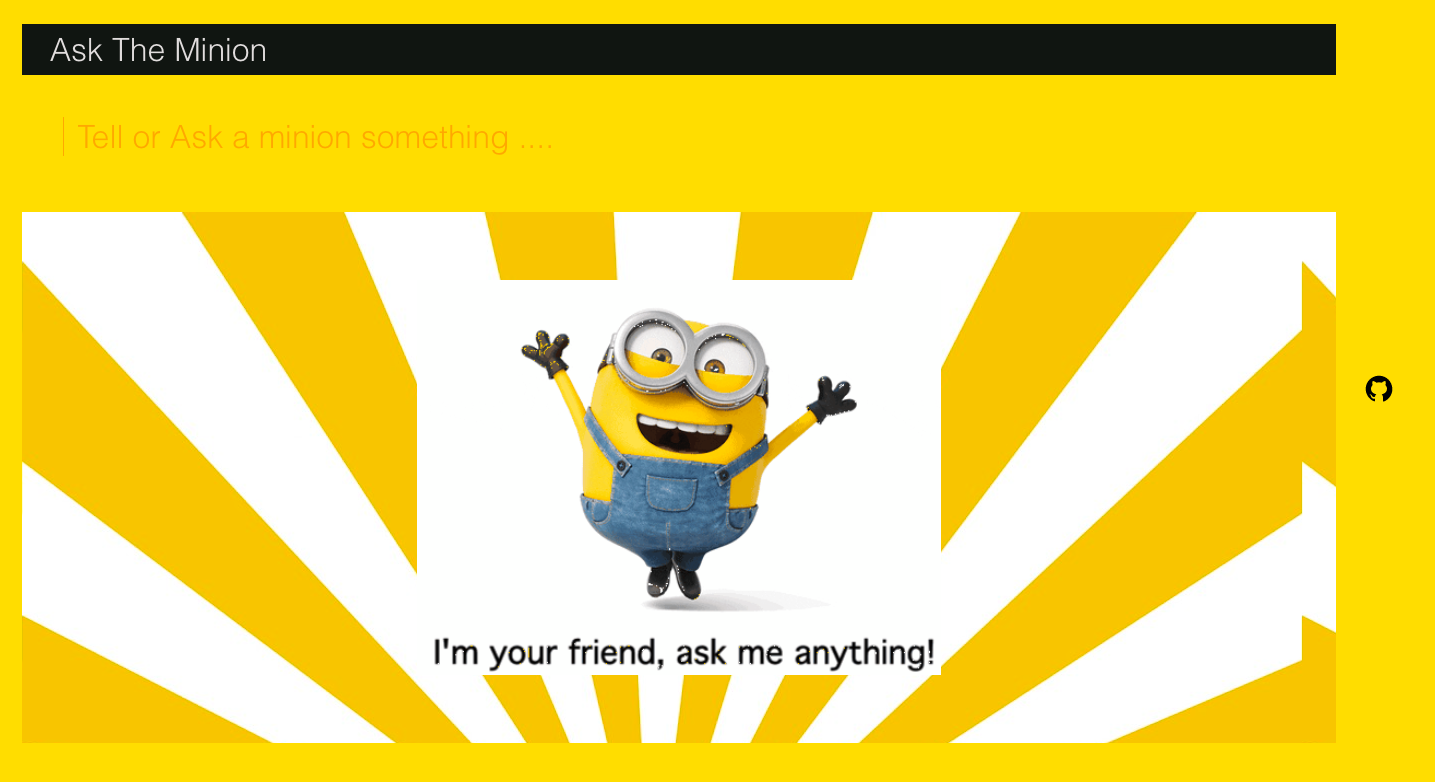 Ask The Minion
Tell or Ask a minion something ....
I'm your friend, ask me anything!